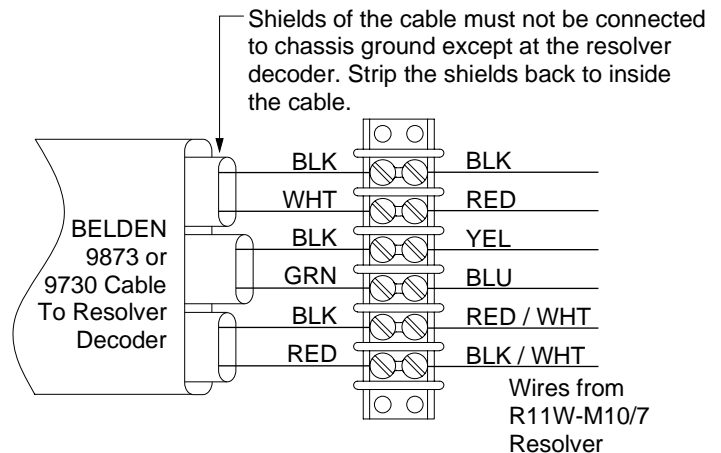 Shields of the cable must not be connected
to chassis ground except at the resolver
decoder. Strip the shields back to inside
the cable.
BLK
BLK
WHT
RED
BELDEN
9873 or
9730 Cable
To Resolver
Decoder
BLK
YEL
GRN
BLU
BLK
RED / WHT
RED
BLK / WHT
Wires from
R11W-M10/7
Resolver